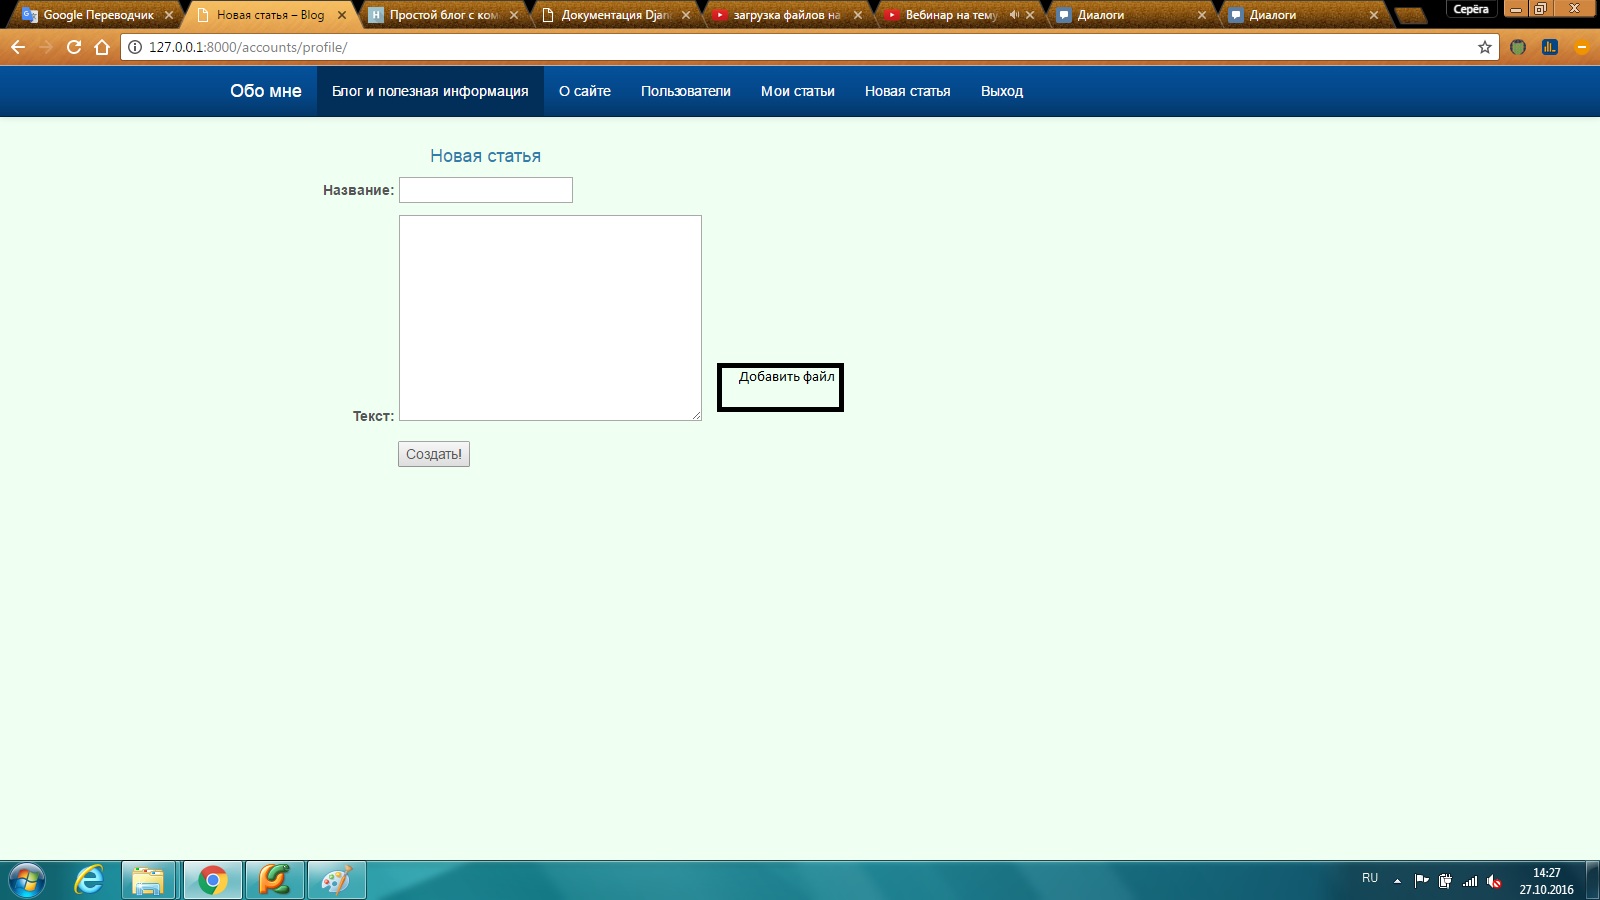 Google Переводчик
Новая статья – Blog
Простой блог с ком
Документация Djan
загрузка файлов на
Вебинар на тему
Диалоги
Диалоги
Серёга
127.0.0.1:8000/accounts/profile/
Обо мне
Блог и полезная информация
О сайте
Пользователи
Мои статьи
Новая статья
Выход
Новая статья
Название:
Добавить файл
Текст:
Создать!
RU
14:27
27.10.2016